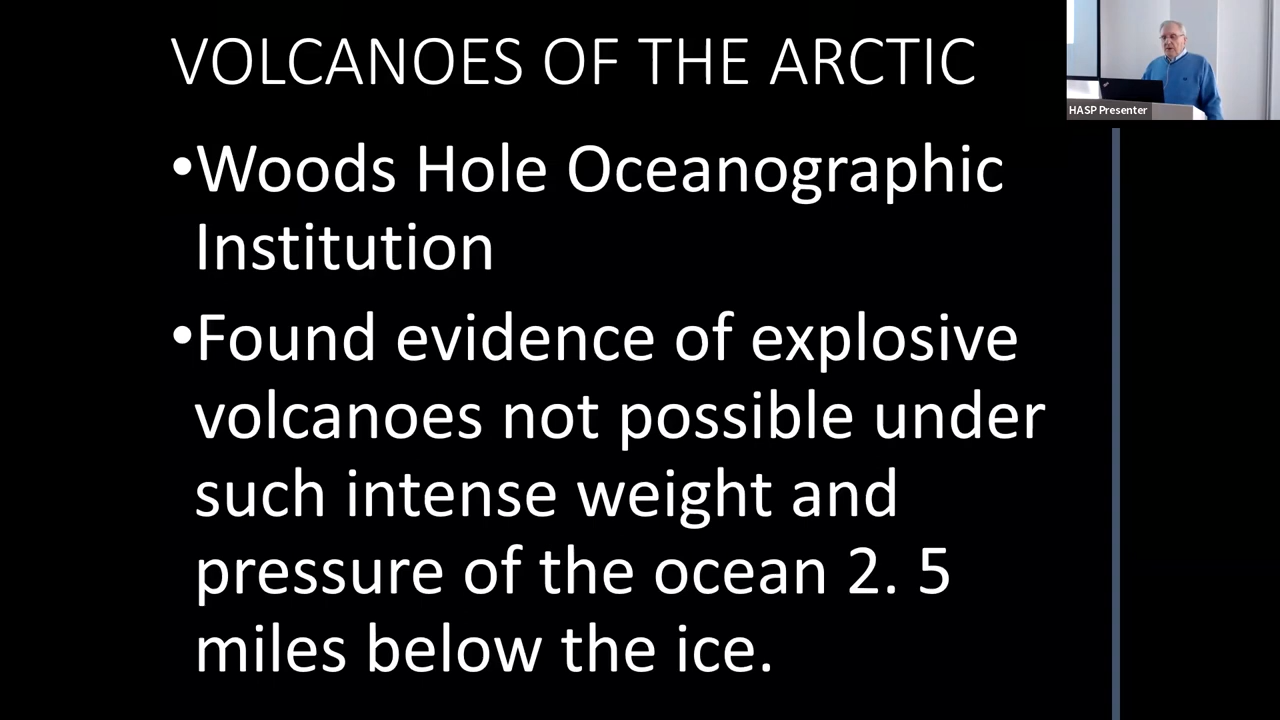 VOLCANOES OF THE ARCTIC
HASP Presenter
•Woods Hole Oceanographic
Institution
•Found evidence of explosive
volcanoes not possible under
such intense weight and
pressure of the ocean 2. 5
miles below the ice.